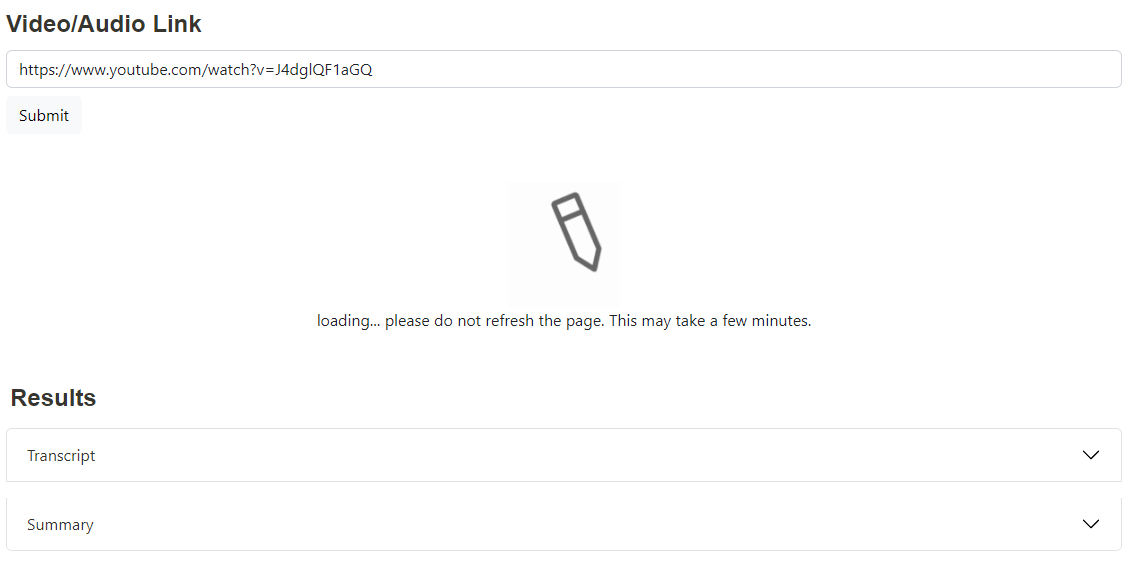 Video/Audio Link
https://www.youtube.com/watch?v=J4dglQF1aGQ
Submit
loading... please do not refresh the page. This may take a few minutes.
Results
Transcript
Summary